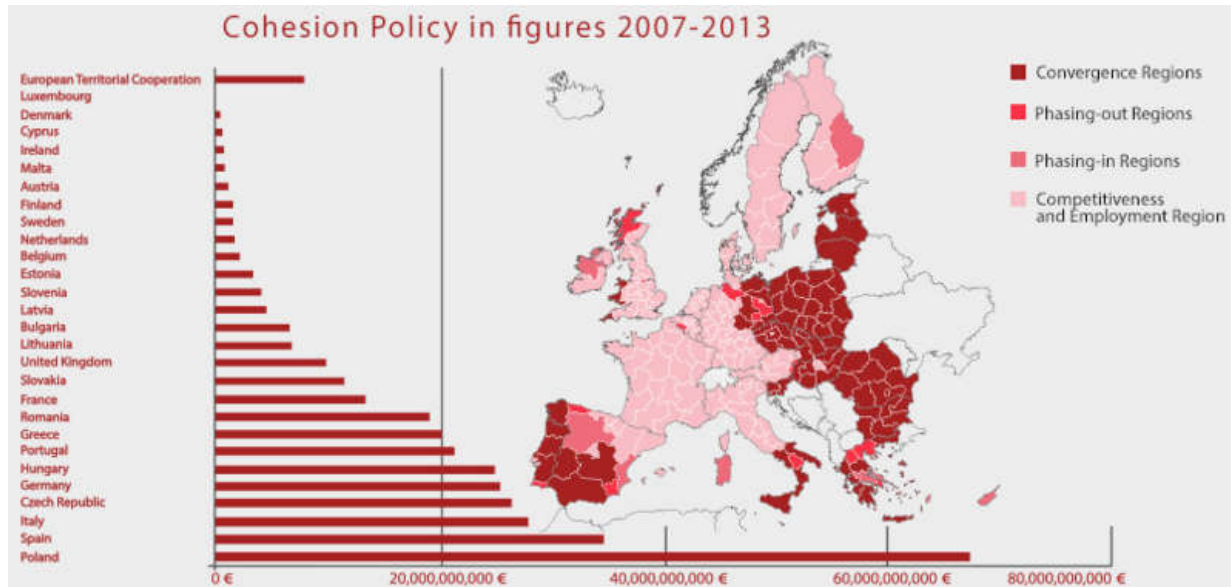 Cohesion Policy in figures 2007-2013
European Territorial Cooperation
Luxembourg
Denmark
Cyprus
Ireland
Malta
Austria
Finland
Sweden
Netherlands
Belgium
Estonia
Slovenia
Latvia
Bulgaria
Lithuania
United Kingdom
Slovakia
France
Romania
Greece
Portugal
Hungary
Germany
Czech Republic
Italy
Spain
Poland
0 €
20,000,000,000 €
40,000,000,000 €
60,000,000,000 €
80,000,000,000 €
Convergence Regions
Phasing-out Regions
Phasing-in Regions
Competitiveness
and Employment Region